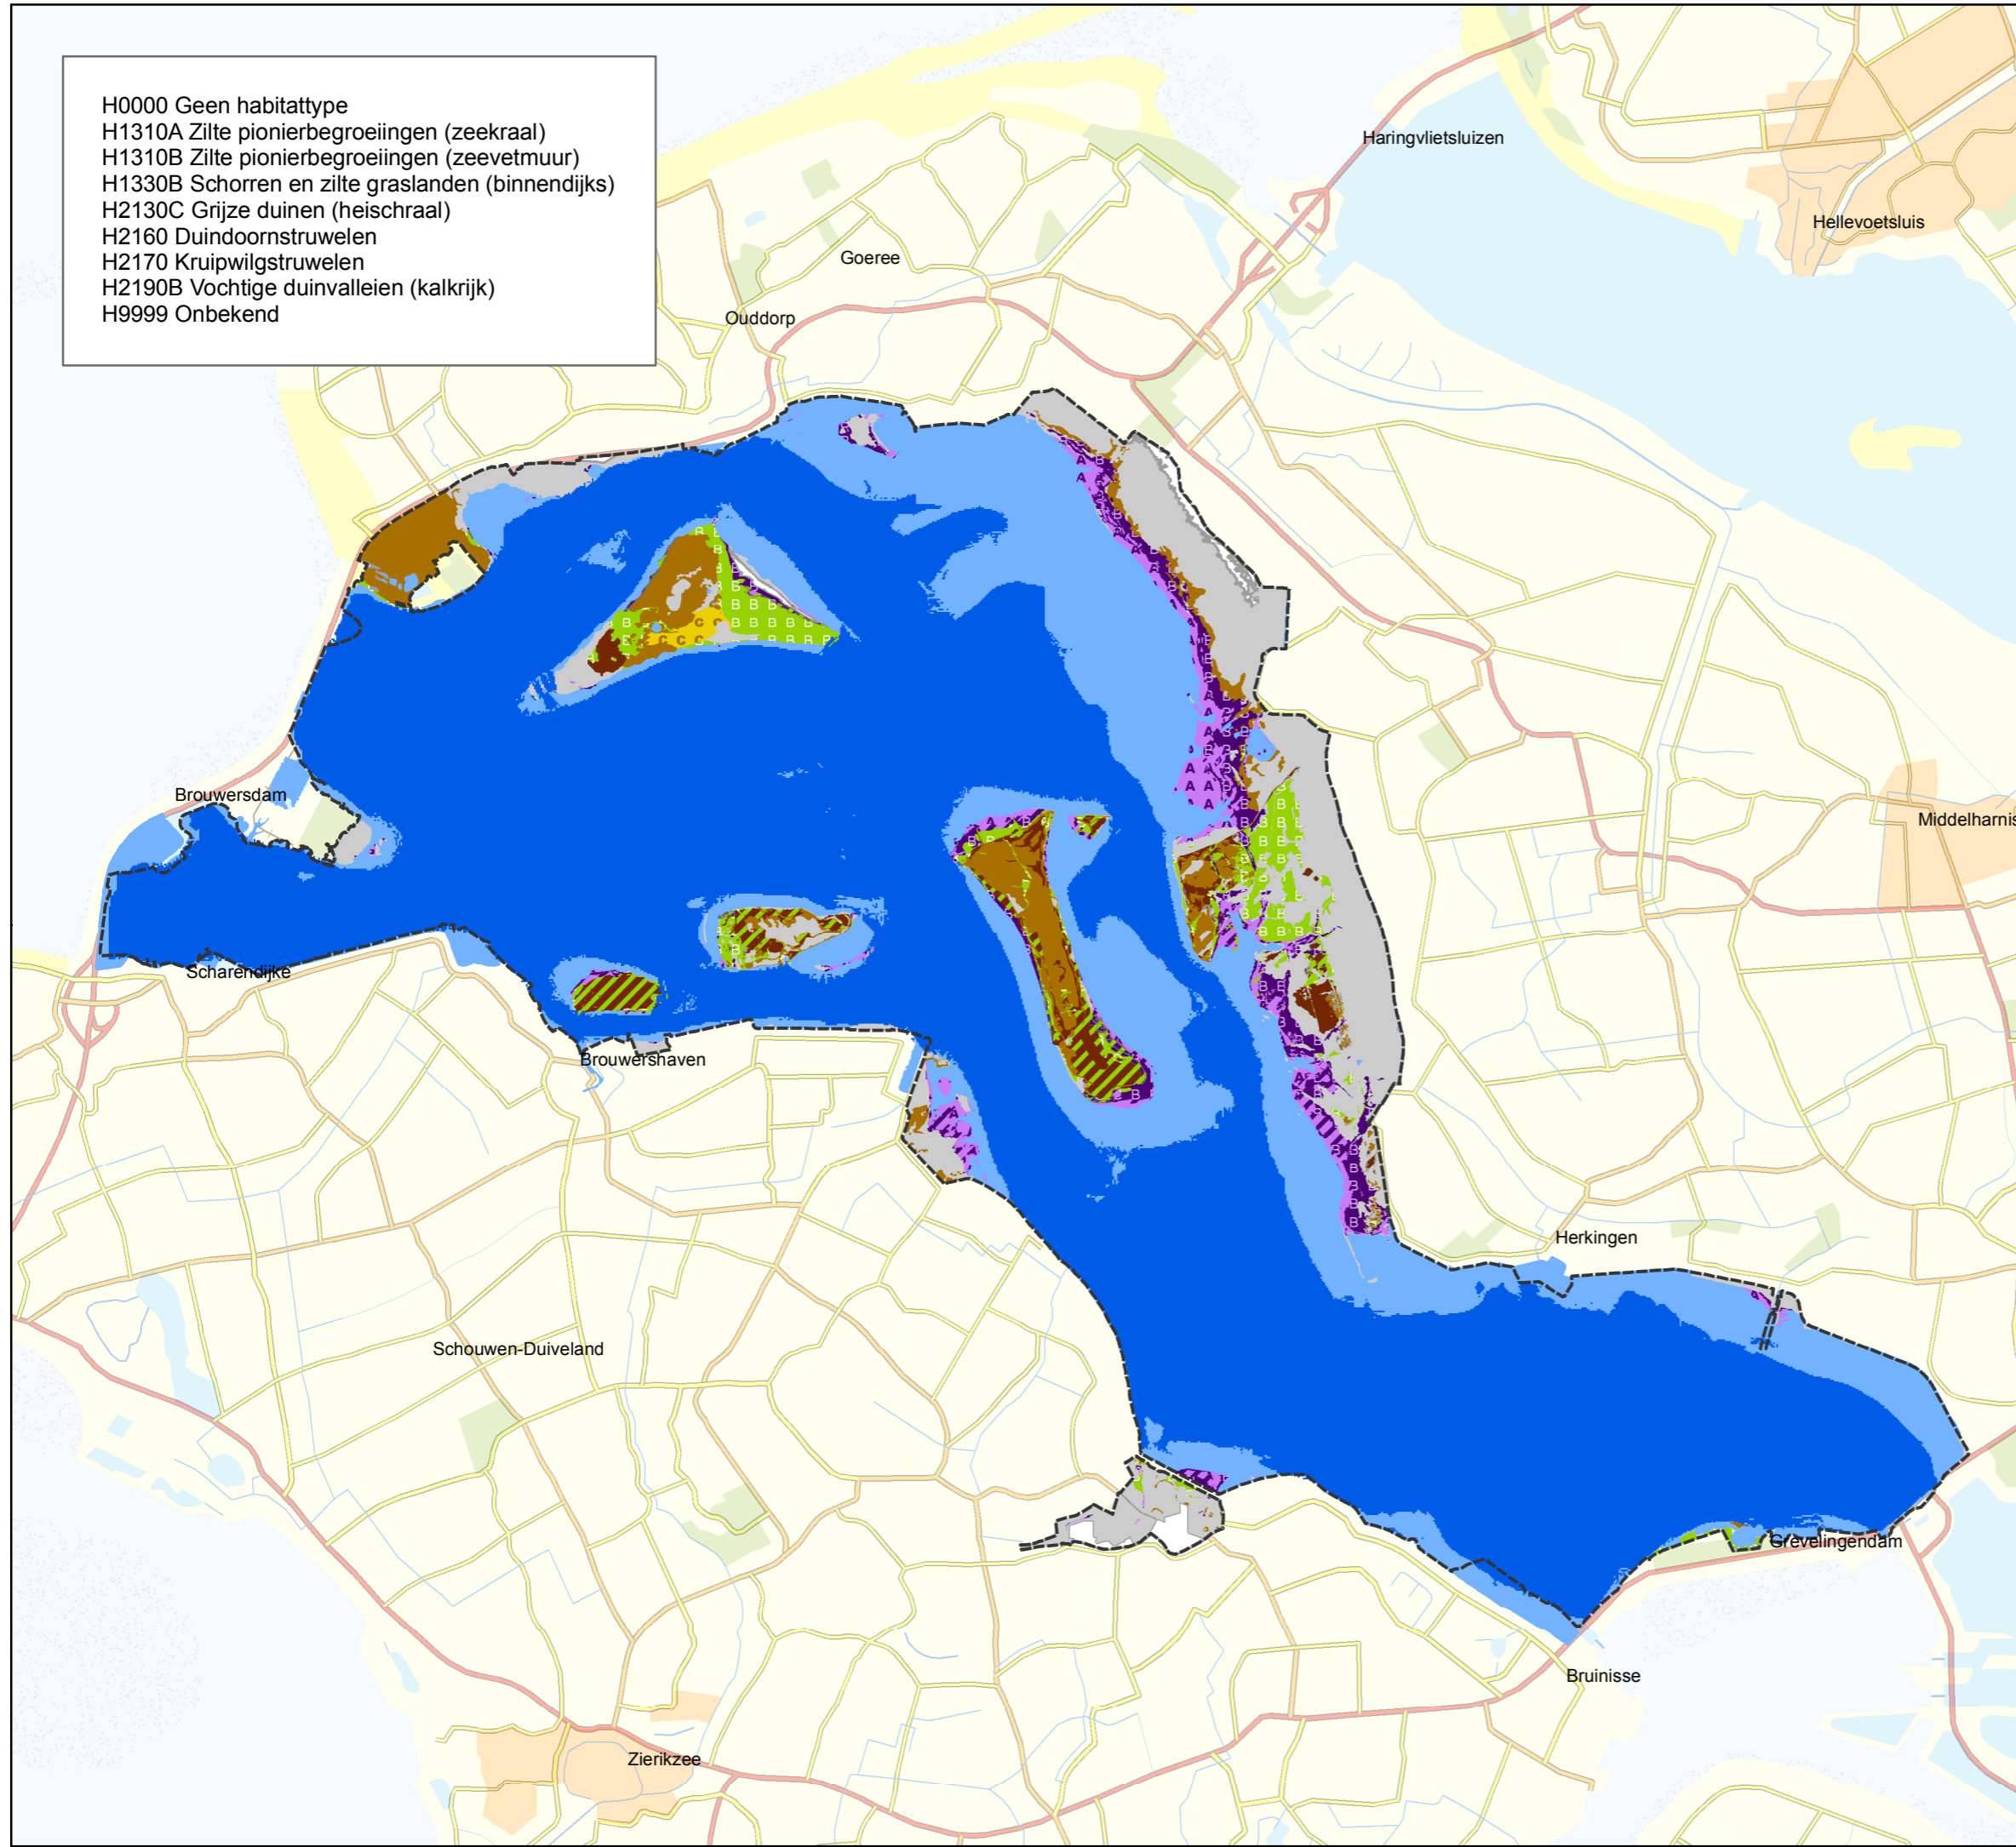 H0000 Geen habitattype
H1310A Zilte pionierbegroeiingen (zeekraal)
H1310B Zilte pionierbegroeiingen (zeevetmuur)
H1330B Schorren en zilte graslanden (binnendijks)
H2130C Grijze duinen (heischraal)
H2160 Duindoornstruwelen
H2170 Kruipwilgstruwelen
H2190B Vochtige duinvalleien (kalkrijk)
H9999 Onbekend
Haringvlietsluizen
Hellevoetsluis
Goeree
Ouddorp
Brouwersdam
Middelharnis
Scharendijke
Brouwershaven
Herkingen
Schouwen-Duiveland
Grevelingendam
Bruinisse
Zierikzee